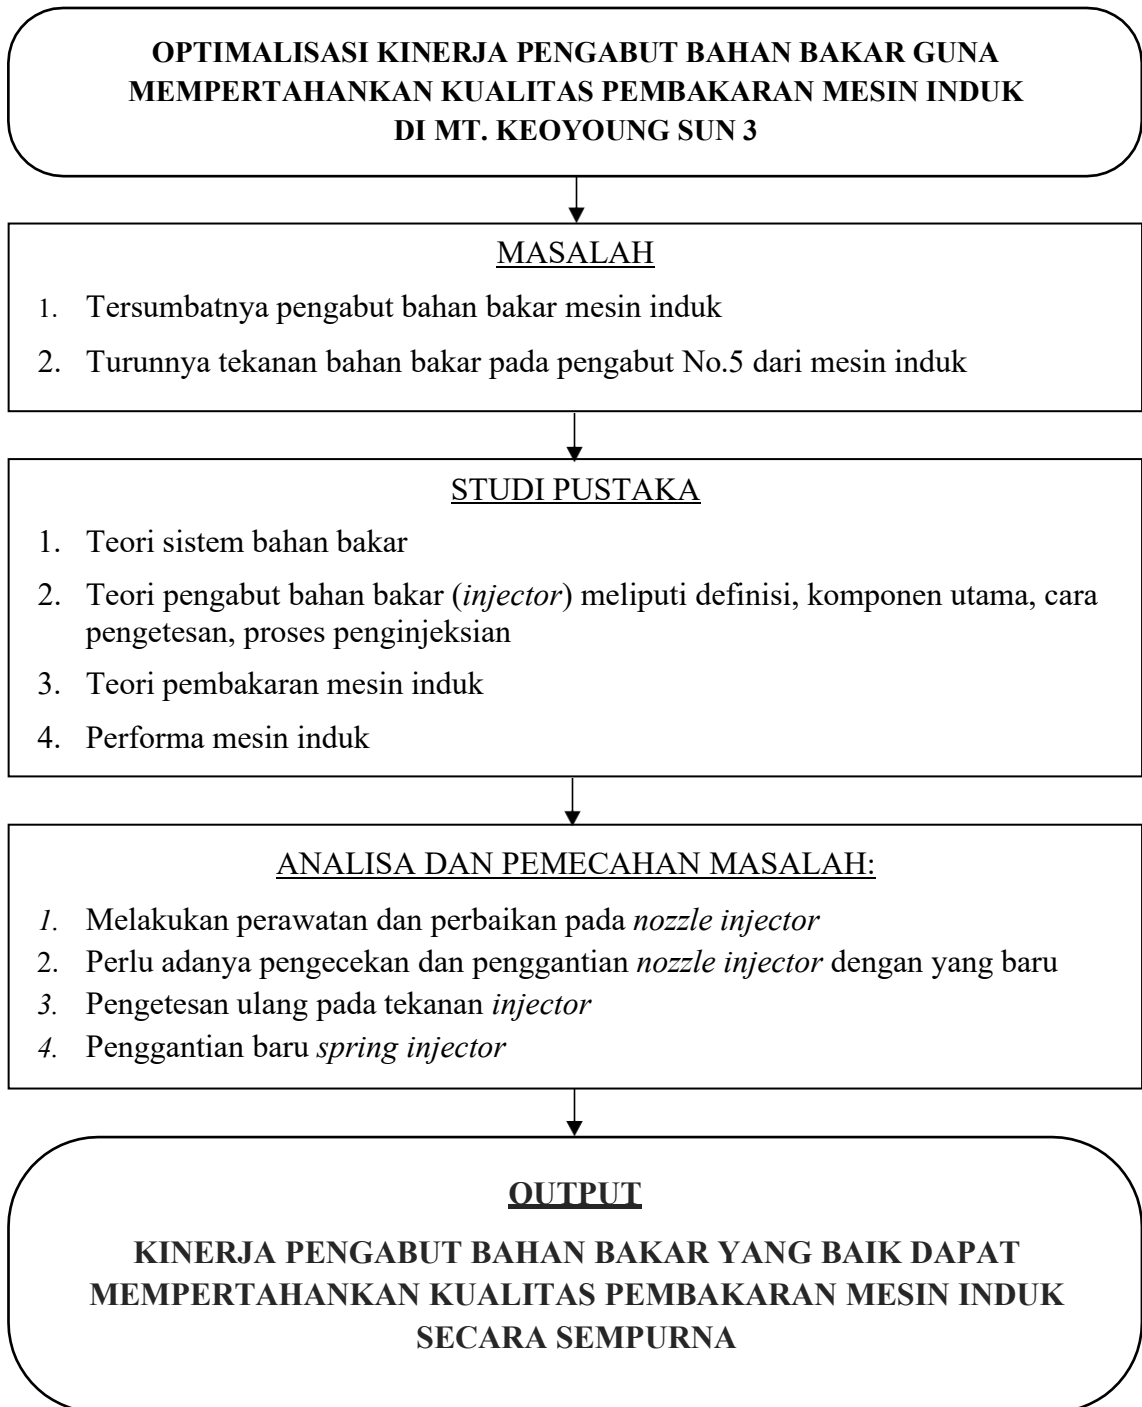 OPTIMALISASI KINERJA PENGABUT BAHAN BAKAR GUNA
MEMPERTAHANKAN KUALITAS PEMBAKARAN MESIN INDUK
DI MT. KEOYOUNG SUN 3
MASALAH
1. Tersumbatnya pengabut bahan bakar mesin induk
2. Turunnya tekanan bahan bakar pada pengabut No.5 dari mesin induk
STUDI PUSTAKA
1. Teori sistem bahan bakar
2. Teori pengabut bahan bakar (injector) meliputi definisi, komponen utama, cara
pengetesan, proses penginjeksian
3. Teori pembakaran mesin induk
4. Performa mesin induk
ANALISA DAN PEMECAHAN MASALAH:
1. Melakukan perawatan dan perbaikan pada nozzle injector
2. Perlu adanya pengecekan dan penggantian nozzle injector dengan yang baru
3. Pengetesan ulang pada tekanan injector
4. Penggantian baru spring injector
OUTPUT
KINERJA PENGABUT BAHAN BAKAR YANG BAIK DAPAT
MEMPERTAHANKAN KUALITAS PEMBAKARAN MESIN INDUK
SECARA SEMPURNA